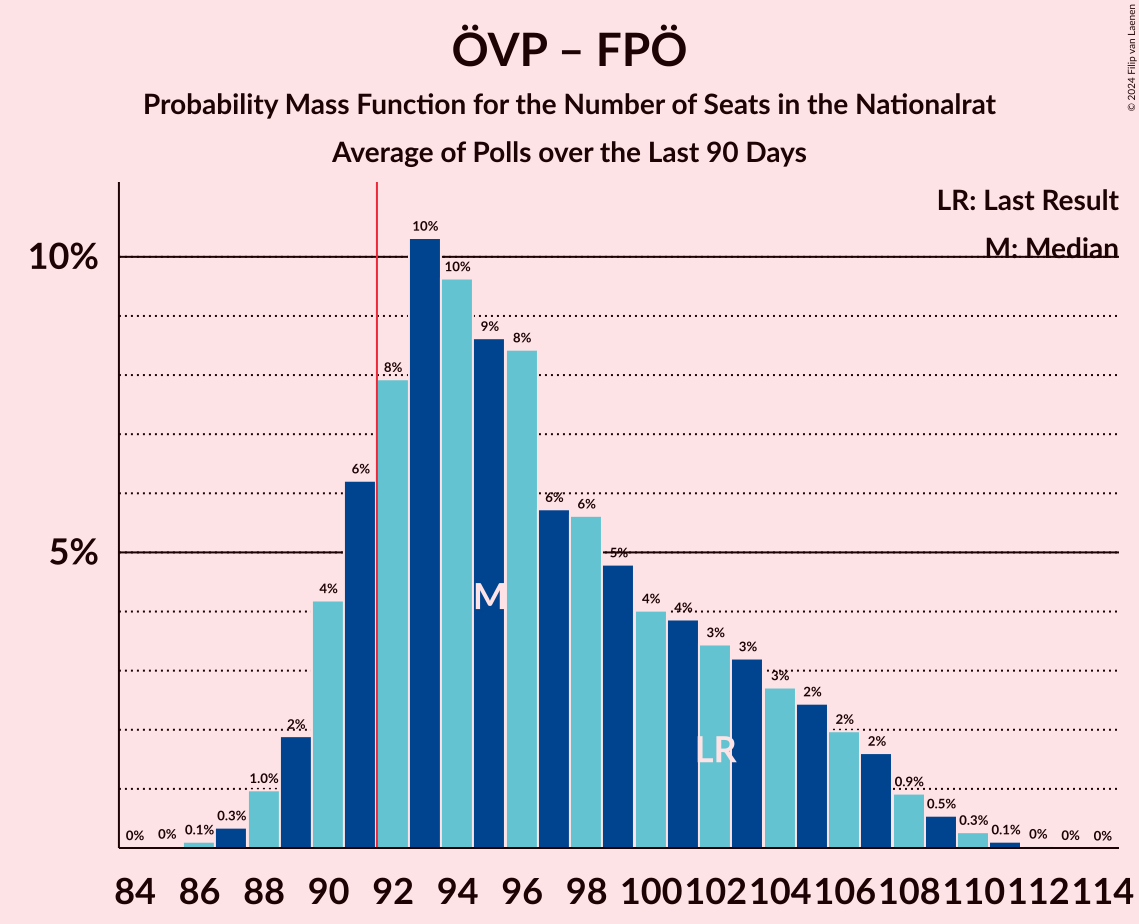 ÖVP – FPÖ
Probability Mass Function for the Number of Seats in the Nationalrat
Average of Polls over the Last 90 Days
© 2024 Filip van Laenen
LR: Last Result
M: Median
10%
5%
0% 0% 0.1% 0.3% 1.0% 2% 4% 6% 8% 10% 10% 9% 8% 6% 6% 5% 4% 4% 3% 3% 3% 2% 2% 2% 0.9% 0.5% 0.3% 0.1% 0% 0% 0%
M
LR
84 86 88 90 92 94 96 98 100 102 104 106 108 110 112 114